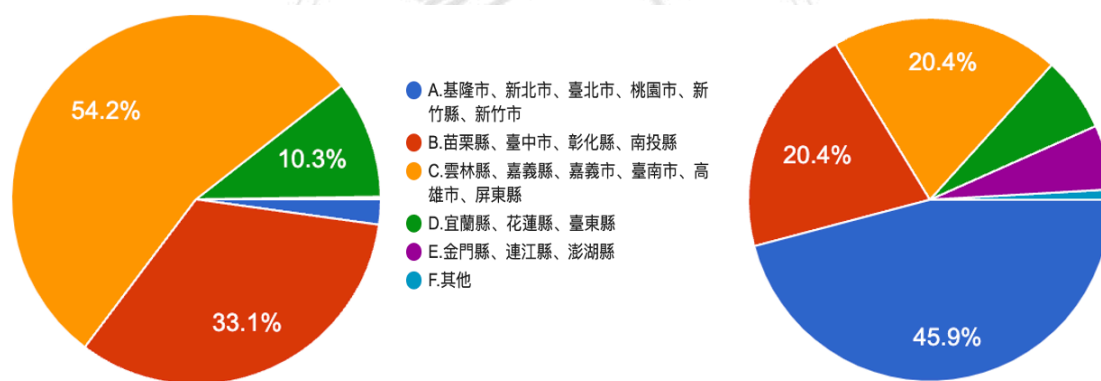 54.2%
10.3%
33.1%
A.基隆市、新北市、臺北市、桃園市、新
竹縣、新竹市
B.苗栗縣、臺中市、彰化縣、南投縣
C.雲林縣、嘉義縣、嘉義市、臺南市、高
雄市、屏東縣
D.宜蘭縣、花蓮縣、臺東縣
E.金門縣、連江縣、澎湖縣
F.其他
20.4%
20.4%
45.9%